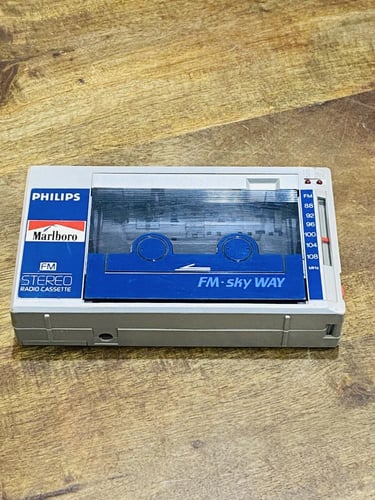 PHILIPS
Marlboro
FM
STEREO
RADIO CASSETTE
FM-sky WAY
FM
88
92
96
100
104
108
MHz